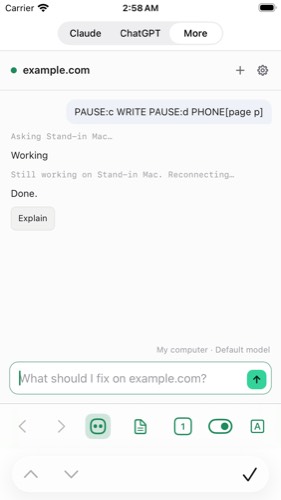 Carrier 2:58 AM
Claude ChatGPT More
example.com
PAUSE:c WRITE PAUSE:d PHONE[page p]
Asking Stand-in Mac…
Working
Still working on Stand-in Mac. Reconnecting…
Done.
Explain
My computer · Default model
What should I fix on example.com?
1 A